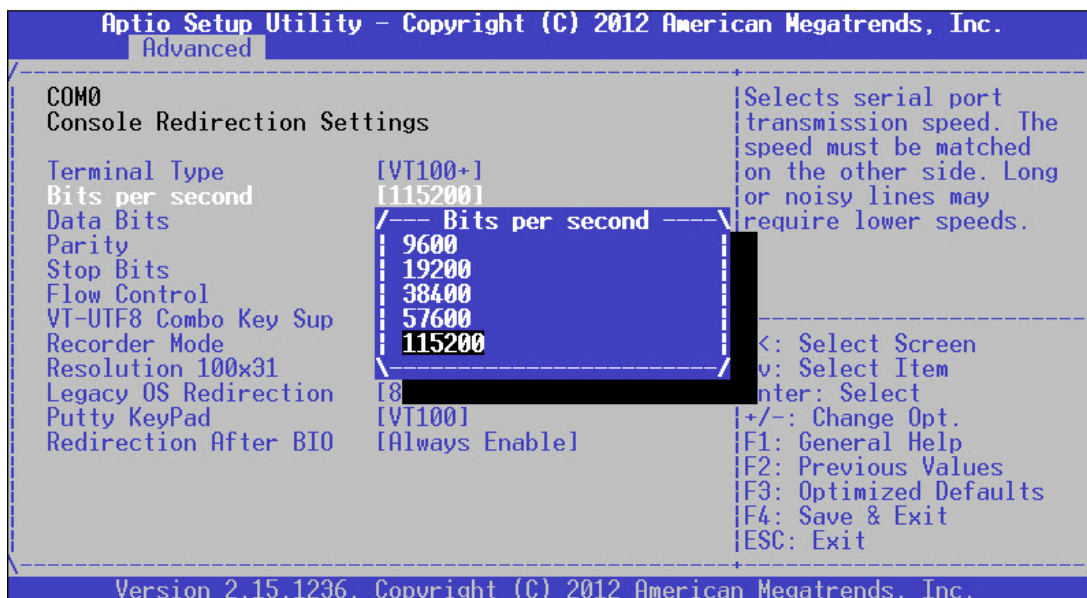 Aptio Setup Utility – Copyright (C) 2012 American Megatrends, Inc.
Advanced
COM0
Console Redirection Settings
Terminal Type [VT100+]
Bits per second [115200]
Data Bits
Parity
Stop Bits
Flow Control
VT-UTF8 Combo Key Sup
Recorder Mode
Resolution 100x31
Legacy OS Redirection [8
Putty KeyPad [VT100]
Redirection After BIO [Always Enable]
Bits per second
9600
19200
38400
57600
115200
Selects serial port
transmission speed. The
speed must be matched
on the other side. Long
or noisy lines may
require lower speeds.
<: Select Screen
v: Select Item
nter: Select
+/-: Change Opt.
F1: General Help
F2: Previous Values
F3: Optimized Defaults
F4: Save & Exit
ESC: Exit
Version 2.15.1236. Copyright (C) 2012 American Megatrends, Inc.